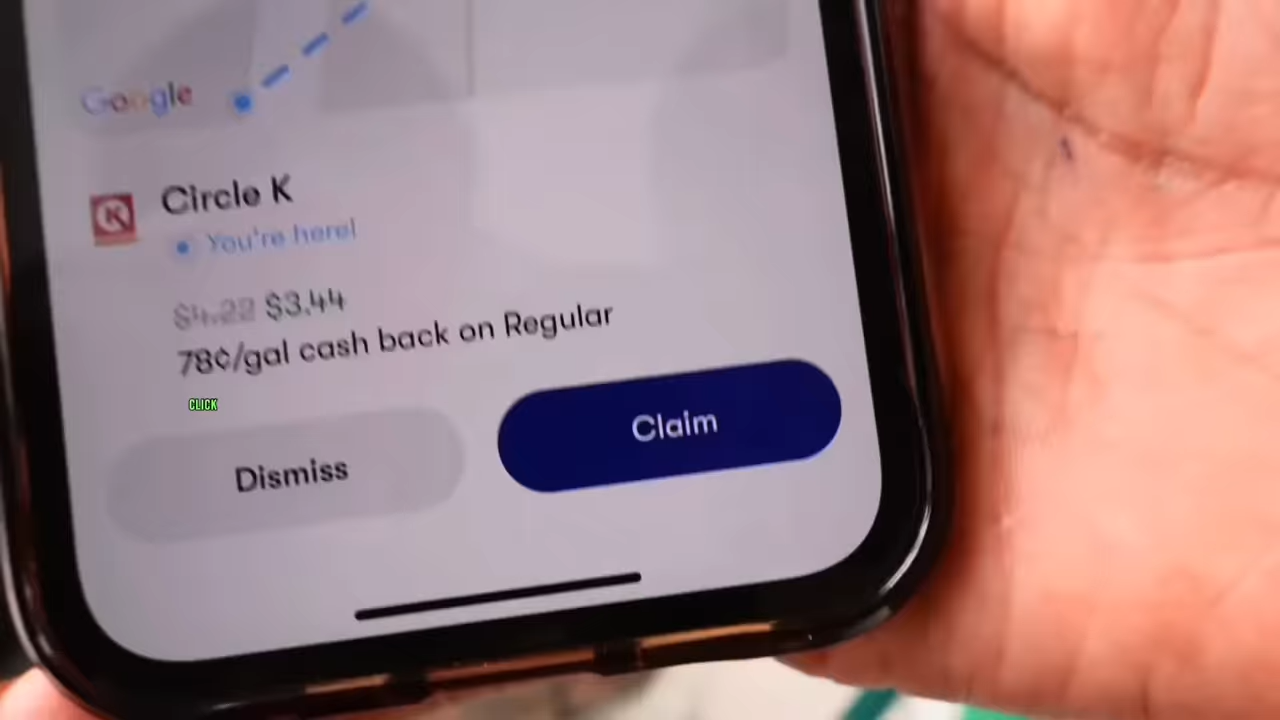 Google
Circle K
You're here!
$4.22 $3.44
78¢/gal cash back on Regular
CLICK
Dismiss
Claim